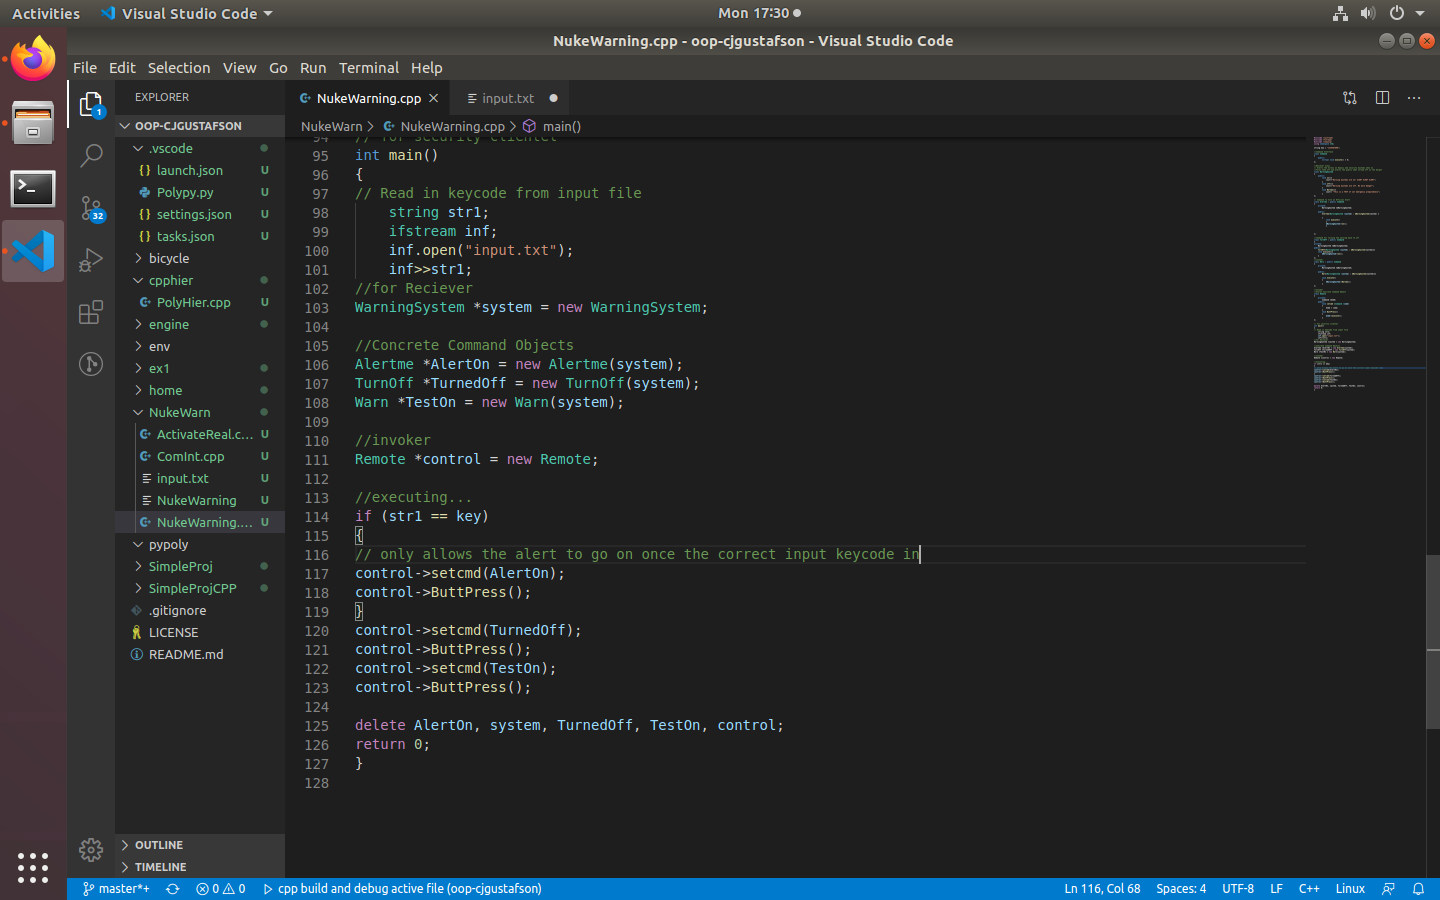 Activities
Visual Studio Code
Mon 17:30
NukeWarning.cpp - oop-cjgustafson - Visual Studio Code
File Edit Selection View Go Run Terminal Help
EXPLORER
NukeWarning.cpp
input.txt
OOP-CJGUSTAFSON
NukeWarn > NukeWarning.cpp > main()
1
32
.vscode
launch.json U
Polypy.py U
settings.json U
tasks.json U
bicycle
cpphier
PolyHier.cpp U
engine
env
ex1
home
NukeWarn
ActivateReal.c... U
ComInt.cpp U
input.txt U
NukeWarning U
NukeWarning.... U
pypoly
SimpleProj
SimpleProjCPP
.gitignore
LICENSE
README.md
OUTLINE
TIMELINE
94 // for security clientel
95 int main()
96 {
97 // Read in keycode from input file
98 string str1;
99 ifstream inf;
100 inf.open("input.txt");
101 inf>>str1;
102 //for Reciever
103 WarningSystem *system = new WarningSystem;
104
105 //Concrete Command Objects
106 Alertme *AlertOn = new Alertme(system);
107 TurnOff *TurnedOff = new TurnOff(system);
108 Warn *TestOn = new Warn(system);
109
110 //invoker
111 Remote *control = new Remote;
112
113 //executing...
114 if (str1 == key)
115 {
116 // only allows the alert to go on once the correct input keycode in
117 control->setcmd(AlertOn);
118 control->ButtPress();
119 }
120 control->setcmd(TurnedOff);
121 control->ButtPress();
122 control->setcmd(TestOn);
123 control->ButtPress();
124
125 delete AlertOn, system, TurnedOff, TestOn, control;
126 return 0;
127 }
128
master*+
0 0
cpp build and debug active file (oop-cjgustafson)
Ln 116, Col 68
Spaces: 4
UTF-8
LF
C++
Linux